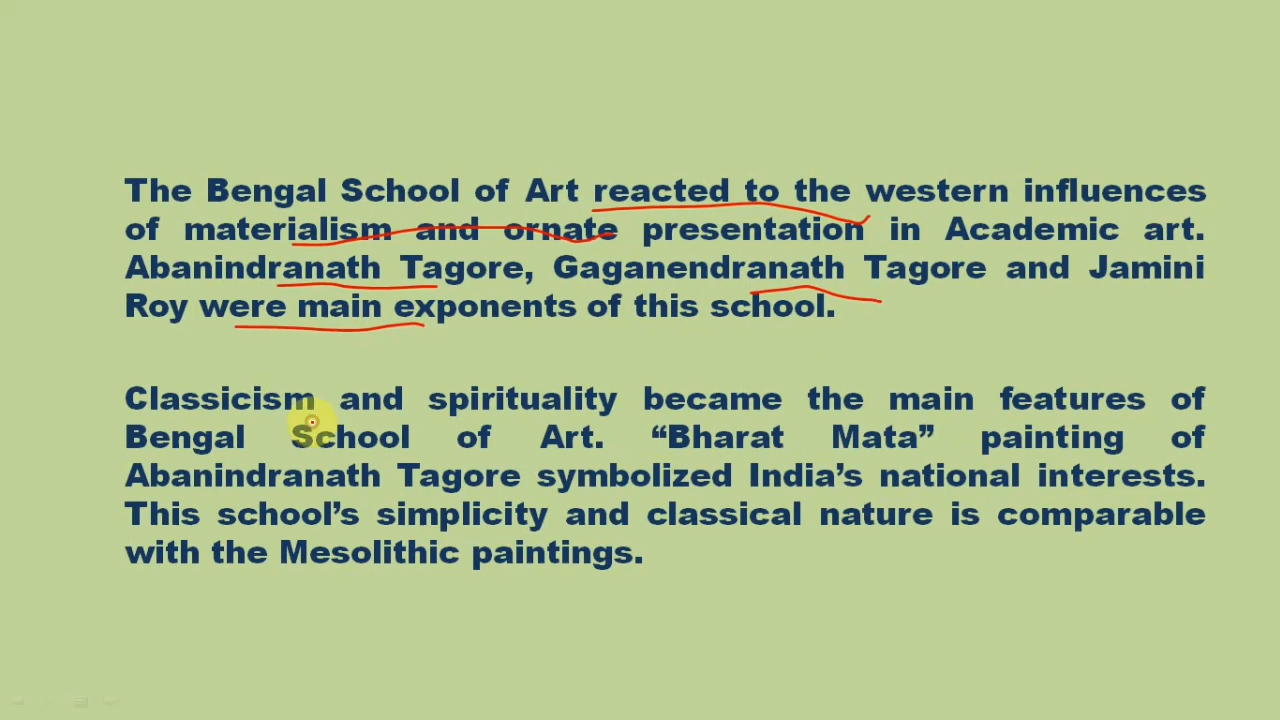 The Bengal School of Art reacted to the western influences
of materialism and ornate presentation in Academic art.
Abanindranath Tagore, Gaganendranath Tagore and Jamini
Roy were main exponents of this school.
Classicism and spirituality became the main features of
Bengal School of Art. “Bharat Mata” painting of
Abanindranath Tagore symbolized India’s national interests.
This school’s simplicity and classical nature is comparable
with the Mesolithic paintings.